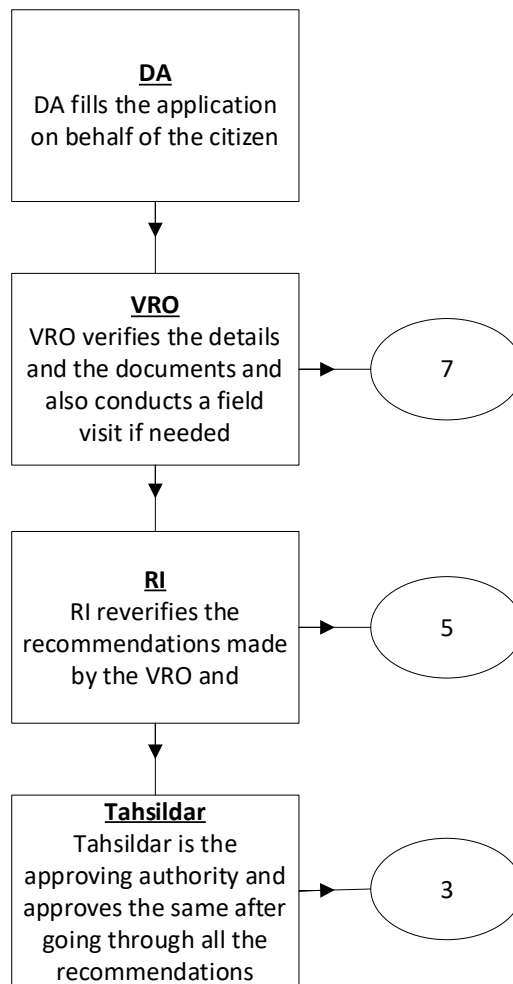 DA
DA fills the application
on behalf of the citizen
VRO
VRO verifies the details
and the documents and
also conducts a field
visit if needed
7
RI
RI reverifies the
recommendations made
by the VRO and
5
Tahsildar
Tahsildar is the
approving authority and
approves the same after
going through all the
recommendations
3